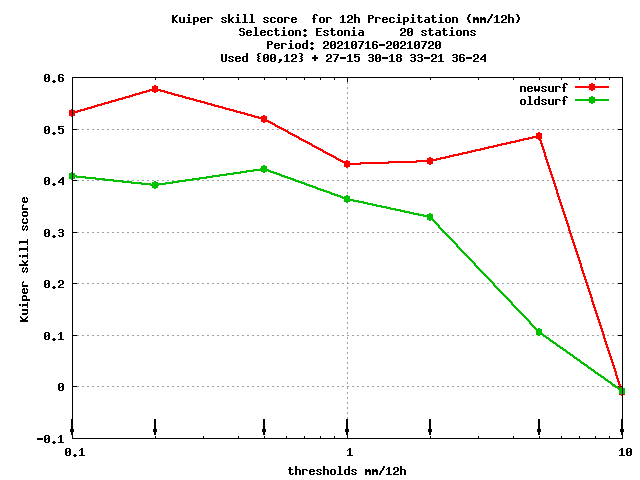 Kuiper skill score  for 12h Precipitation (mm/12h)
Selection: Estonia     20 stations
Period: 20210716-20210720
Used {00,12} + 27-15 30-18 33-21 36-24
newsurf
oldsurf
0.6
0.5
0.4
0.3
0.2
0.1
0
-0.1
Kuiper skill score
0.1 1 10
thresholds mm/12h